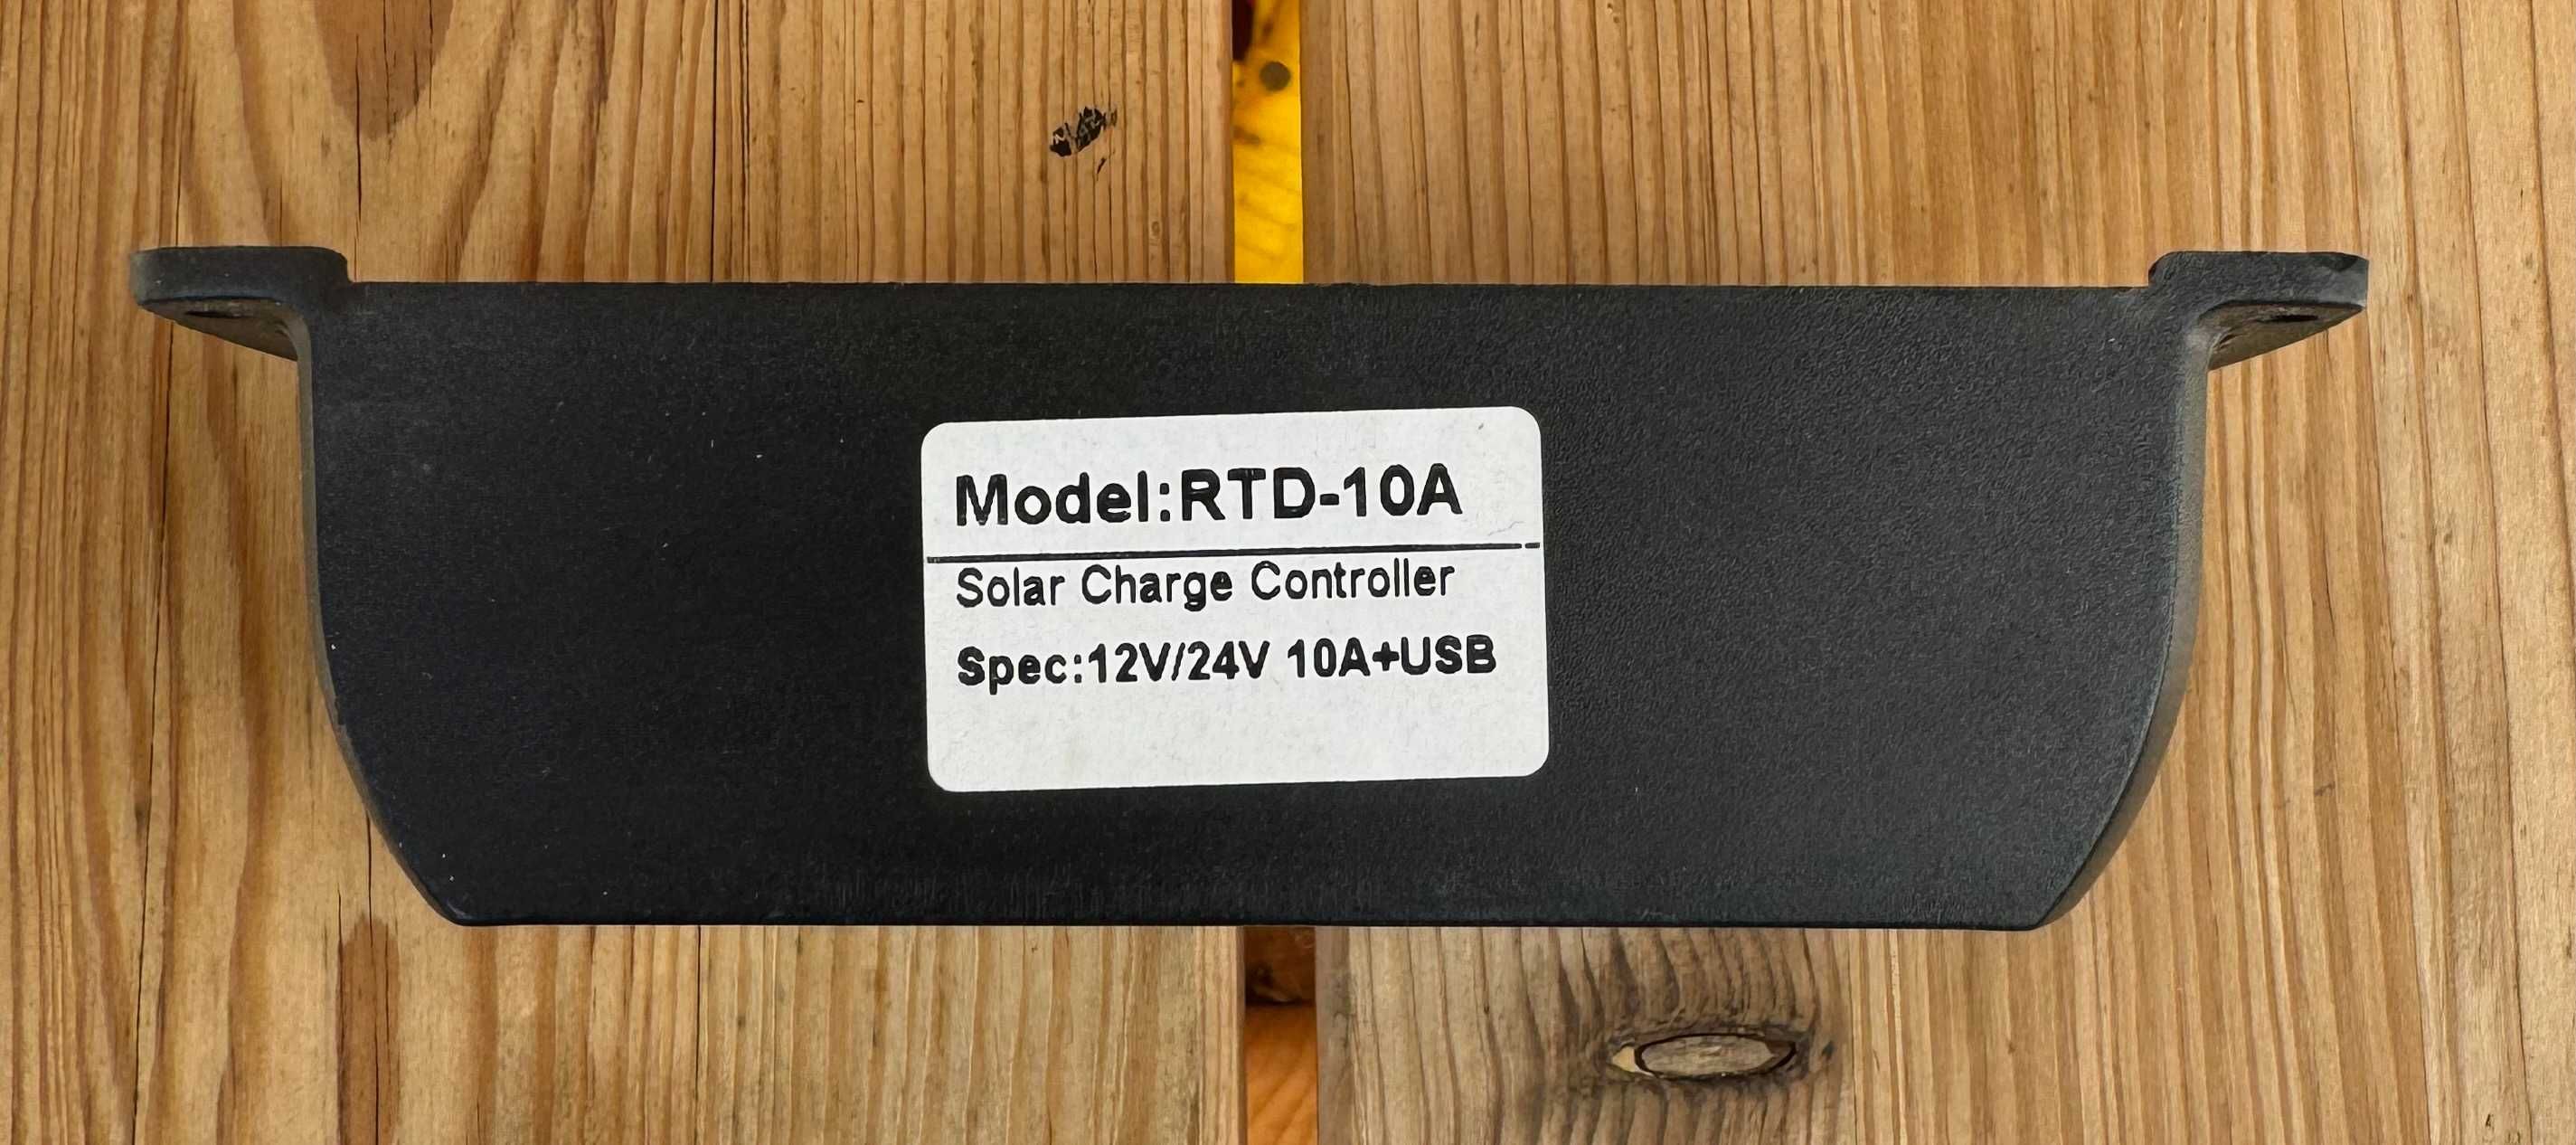 Model:RTD-10A
Solar Charge Controller
Spec:12V/24V 10A+USB